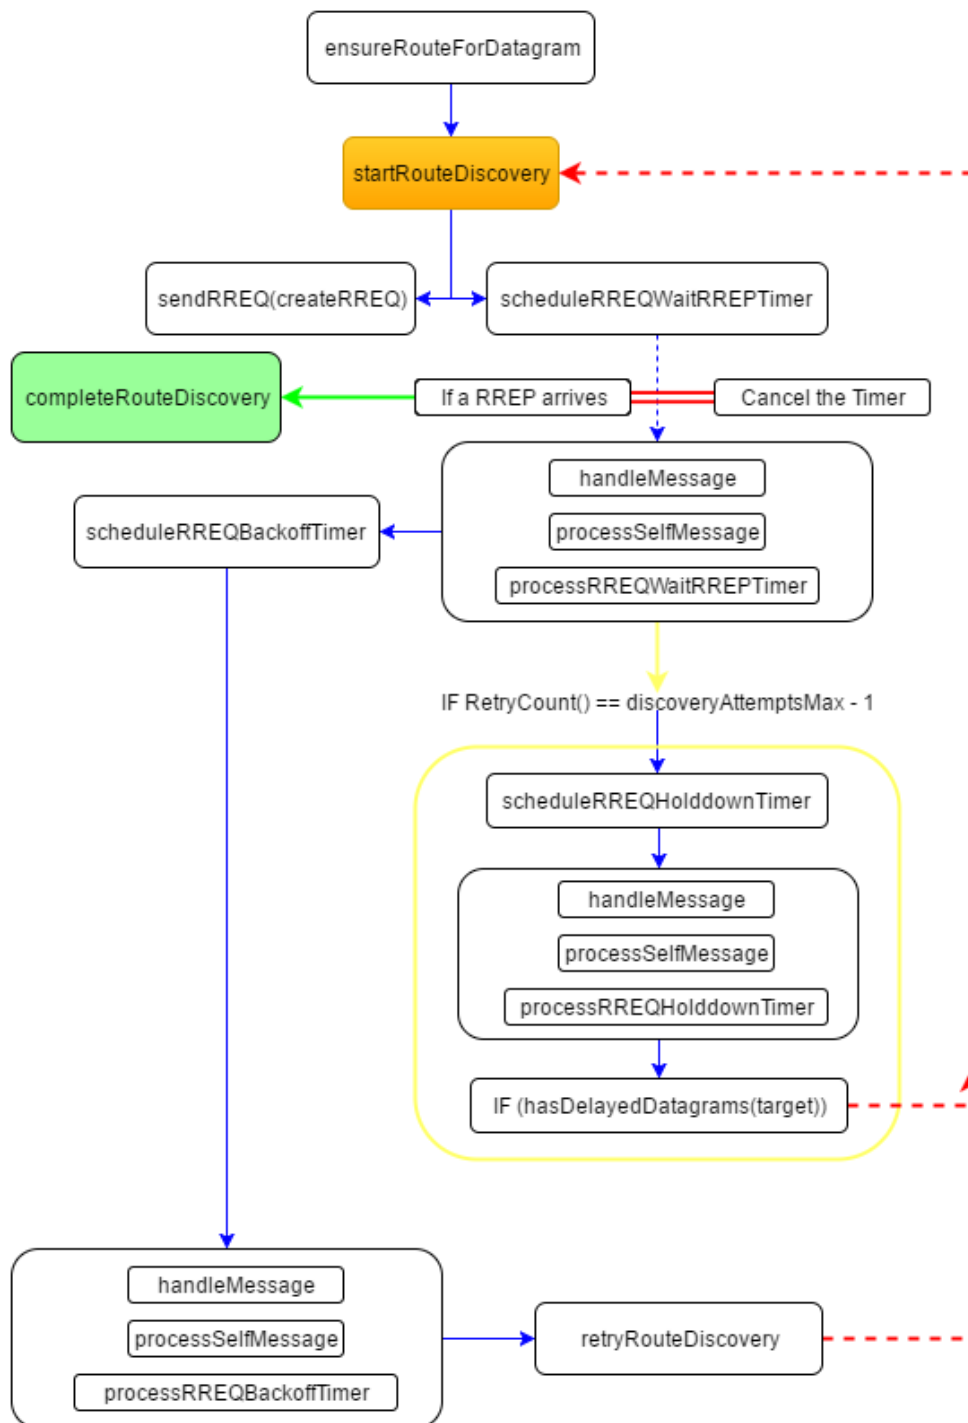 ensureRouteForDatagram
startRouteDiscovery
sendRREQ(createRREQ)
scheduleRREQWaitRREPTimer
completeRouteDiscovery
If a RREP arrives
Cancel the Timer
handleMessage
processSelfMessage
processRREQWaitRREPTimer
scheduleRREQBackoffTimer
IF RetryCount() == discoveryAttemptsMax - 1
scheduleRREQHolddownTimer
handleMessage
processSelfMessage
processRREQHolddownTimer
IF (hasDelayedDatagrams(target))
handleMessage
processSelfMessage
processRREQBackoffTimer
retryRouteDiscovery